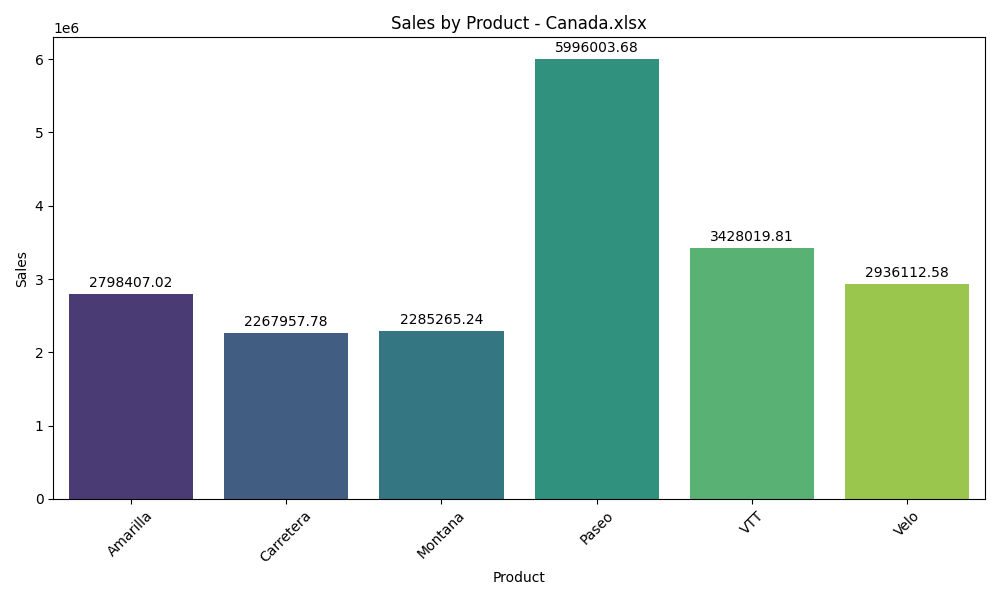 Sales by Product - Canada.xlsx
1e6
6
5
4
3
2
1
0
Sales
5996003.68
3428019.81
2936112.58
2798407.02
2267957.78
2285265.24
Amarilla
Carretera
Montana
Paseo
VTT
Velo
Product